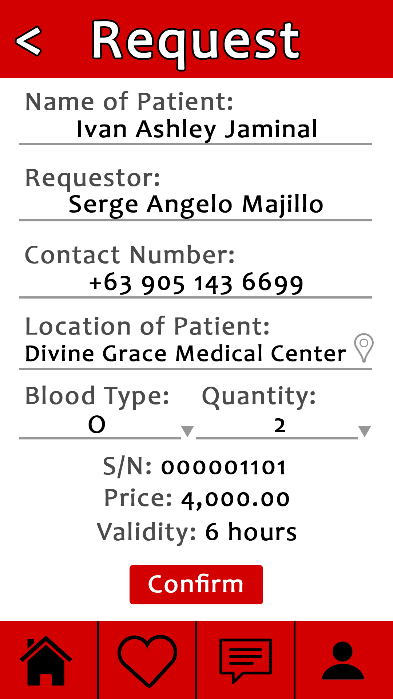 < Request
Name of Patient:
Ivan Ashley Jaminal
Requestor:
Serge Angelo Majillo
Contact Number:
+63 905 143 6699
Location of Patient:
Divine Grace Medical Center
Blood Type: Quantity:
O 2
S/N: 000001101
Price: 4,000.00
Validity: 6 hours
Confirm